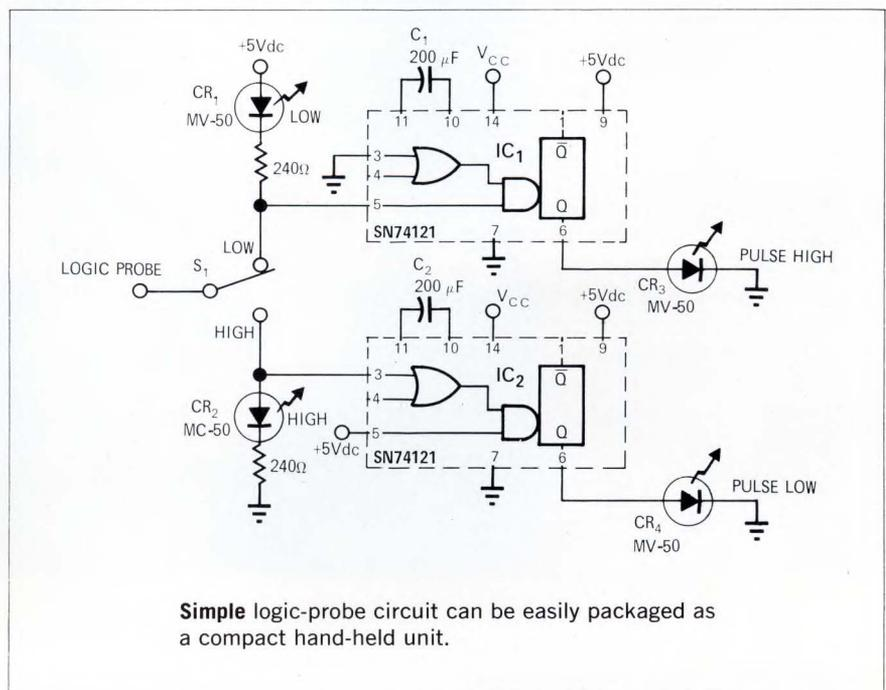 +5Vdc
CR1
MV-50
LOW
240Ω
C1
200 μF
VCC
+5Vdc
11 10 14 1 9
3
4
5
IC1
Q̅
Q
SN74121
7 6
LOW
LOGIC PROBE S1
HIGH
PULSE HIGH
CR3
MV-50
C2
200 μF
VCC
+5Vdc
11 10 14 1 9
3
4
5
IC2
Q̅
Q
SN74121
7 6
CR2
MC-50
HIGH
+5Vdc
240Ω
PULSE LOW
CR4
MV-50
Simple logic-probe circuit can be easily packaged as
a compact hand-held unit.